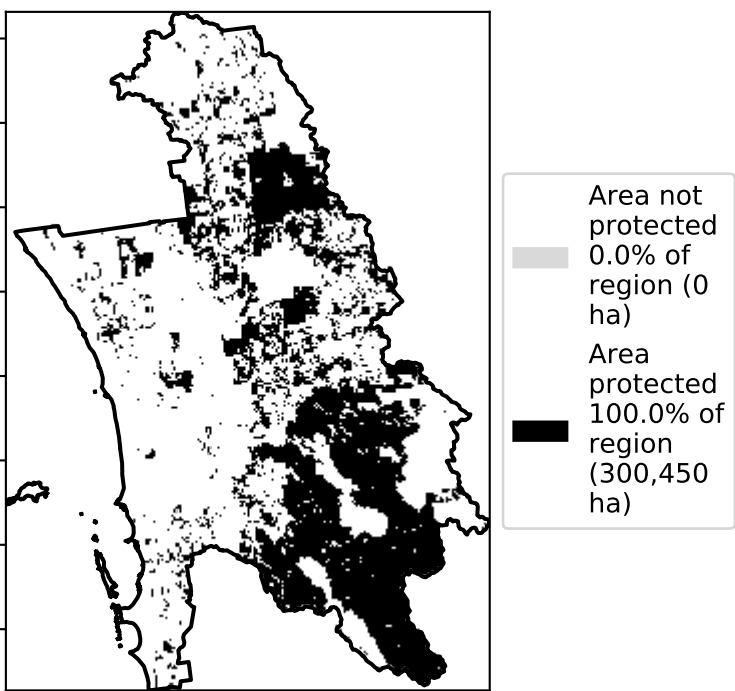 Area not
protected
0.0% of
region (0
ha)
Area
protected
100.0% of
region
(300,450
ha)